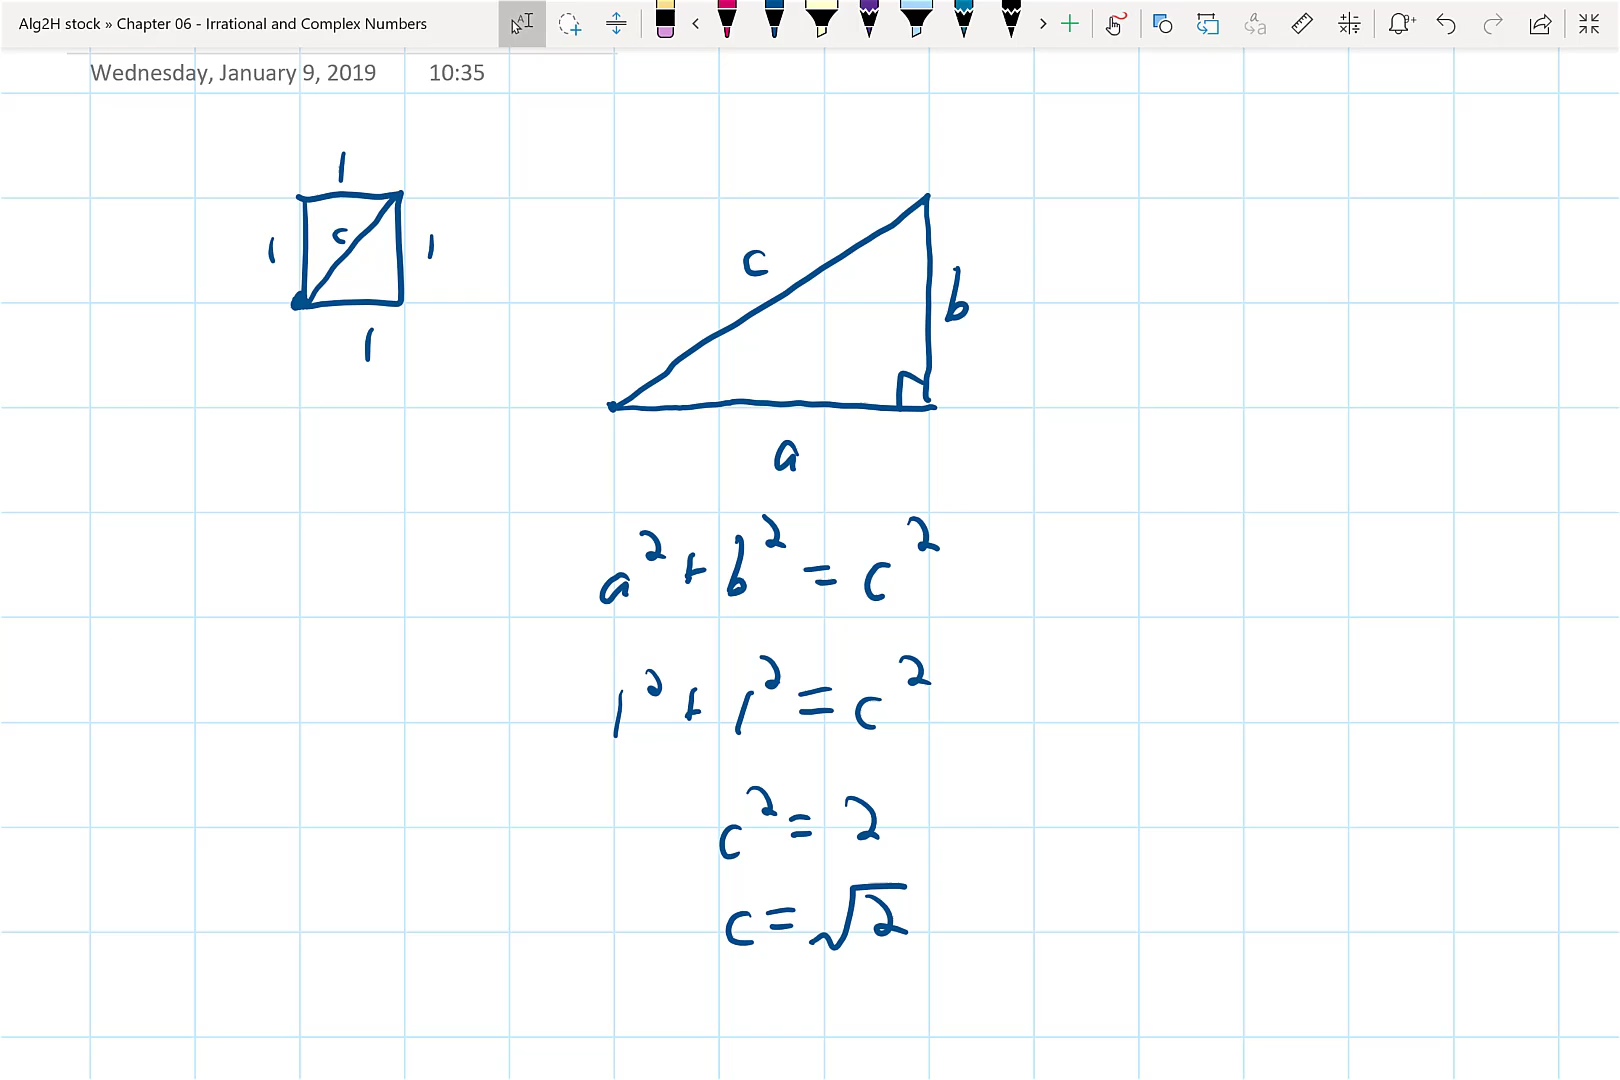 Alg2H stock » Chapter 06 - Irrational and Complex Numbers
Wednesday, January 9, 2019 10:35
1
1 c 1
1
c
b
a
a² + b² = c²
1² + 1² = c²
c² = 2
c = √2